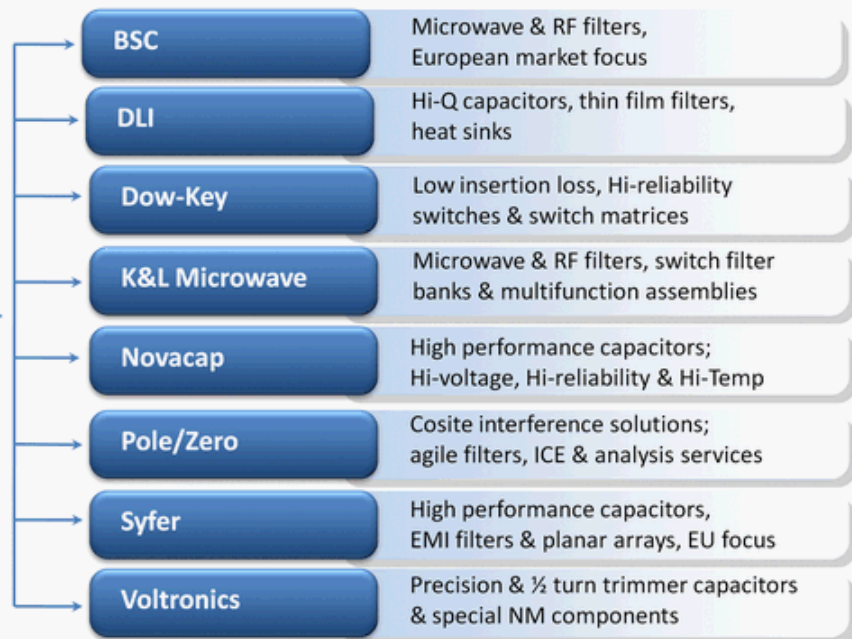 BSC
Microwave & RF filters,
European market focus
DLI
Hi-Q capacitors, thin film filters,
heat sinks
Dow-Key
Low insertion loss, Hi-reliability
switches & switch matrices
K&L Microwave
Microwave & RF filters, switch filter
banks & multifunction assemblies
Novacap
High performance capacitors;
Hi-voltage, Hi-reliability & Hi-Temp
Pole/Zero
Cosite interference solutions;
agile filters, ICE & analysis services
Syfer
High performance capacitors,
EMI filters & planar arrays, EU focus
Voltronics
Precision & ½ turn trimmer capacitors
& special NM components